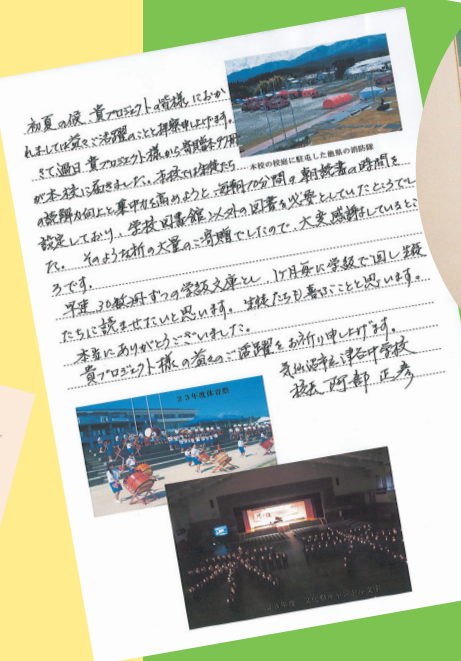 初夏の候、貴プロジェクトの皆様におか
れましては益々ご活躍のことと拝察申し上げます。
さて過日、貴プロジェクト様から寄贈
が本校に届きました。本校では生徒たち
の読解力向上と集中力を高めようと、毎朝10分間の朝読書の時間を
設定しており、学校図書館以外の図書を必要としていたところでし
た。そのような折の大量のご寄贈でしたので、大変感謝しているとこ
ろです。
早速、30数冊ずつの学級文庫とし、1ヶ月毎に学級で回し生徒
たちに読ませたいと思います。生徒たちも喜ぶことと思います。
本当にありがとうございました。
貴プロジェクト様の益々のご活躍をお祈り申し上げます。
気仙沼市立津谷中学校
校長 阿部 正彦
本校の校庭に駐屯した他県の消防隊
23年度体育祭
23年度